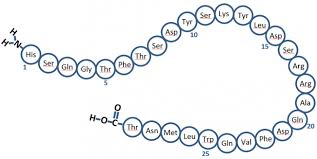 H
H-N
His
1
Ser
Gln
Gly
Thr
5
Phe
Thr
Ser
Asp
Tyr
10
Ser
Lys
Tyr
Leu
Asp
15
Ser
Arg
Arg
Ala
Gln
20
Asp
Phe
Val
Gln
Trp
25
Leu
Met
Asn
Thr
O
H-O-C